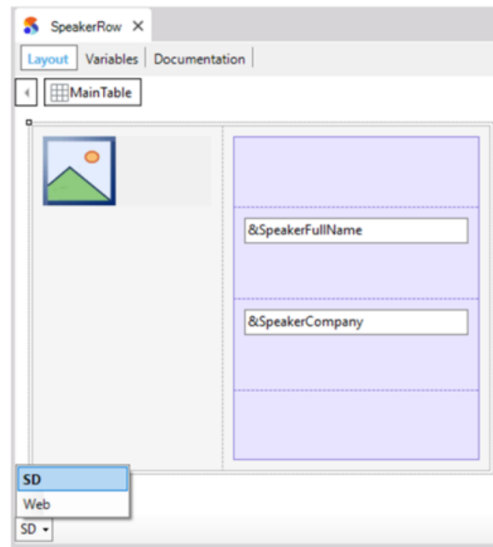 SpeakerRow
Layout Variables Documentation
MainTable
&SpeakerFullName
&SpeakerCompany
SD
Web
SD